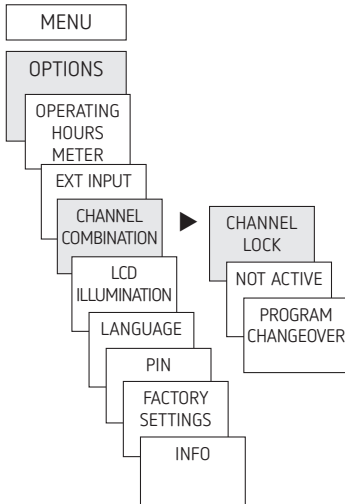 MENU
OPTIONS
OPERATING
HOURS
METER
EXT INPUT
CHANNEL
COMBINATION
LCD
ILLUMINATION
LANGUAGE
PIN
FACTORY
SETTINGS
INFO
CHANNEL
LOCK
NOT ACTIVE
PROGRAM
CHANGEOVER